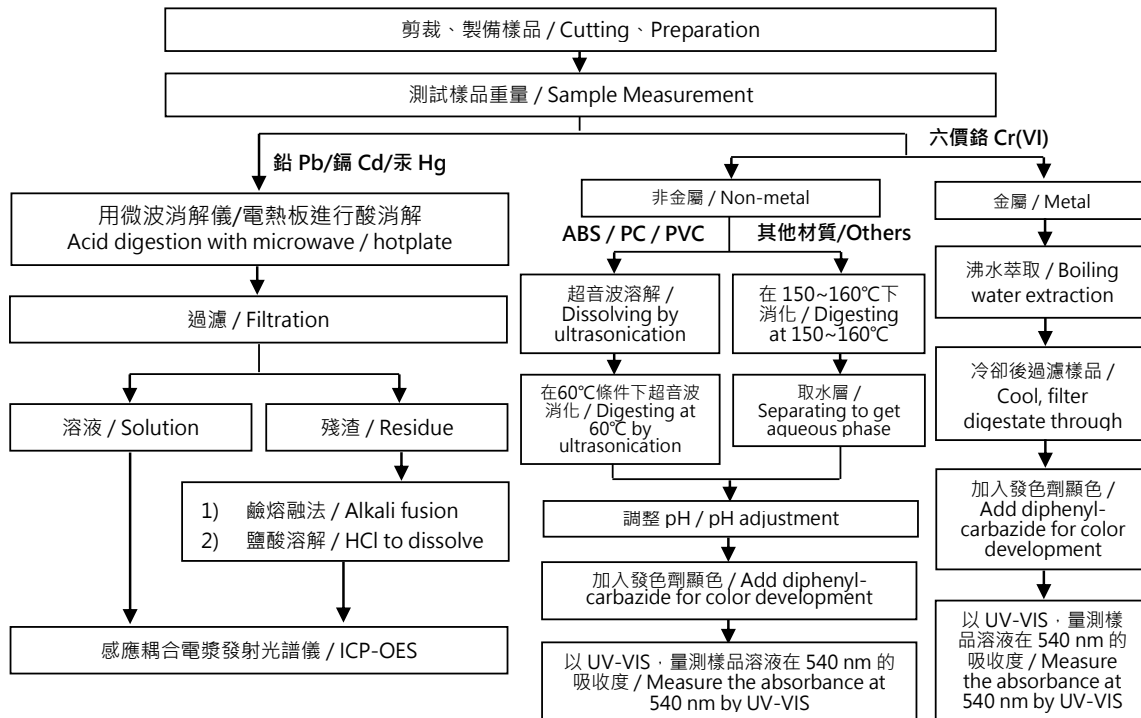 剪裁、製備樣品 / Cutting、Preparation
測試樣品重量 / Sample Measurement
鉛 Pb/鎘 Cd/汞 Hg
六價鉻 Cr(VI)
用微波消解儀/電熱板進行酸消解
Acid digestion with microwave / hotplate
過濾 / Filtration
溶液 / Solution
殘渣 / Residue
1) 鹼熔融法 / Alkali fusion
2) 鹽酸溶解 / HCl to dissolve
感應耦合電漿發射光譜儀 / ICP-OES
非金屬 / Non-metal
ABS / PC / PVC
其他材質/Others
超音波溶解 /
Dissolving by
ultrasonication
在60℃條件下超音波
消化 / Digesting at
60℃ by
ultrasonication
在 150~160℃下
消化 / Digesting
at 150~160℃
取水層 /
Separating to get
aqueous phase
調整 pH / pH adjustment
加入發色劑顯色 / Add diphenyl-
carbazide for color development
以 UV-VIS，量測樣品溶液在 540 nm 的
吸收度 / Measure the absorbance at
540 nm by UV-VIS
金屬 / Metal
沸水萃取 / Boiling
water extraction
冷卻後過濾樣品 /
Cool, filter
digestate through
加入發色劑顯色 /
Add diphenyl-
carbazide for color
development
以 UV-VIS，量測樣
品溶液在 540 nm 的
吸收度 / Measure
the absorbance at
540 nm by UV-VIS